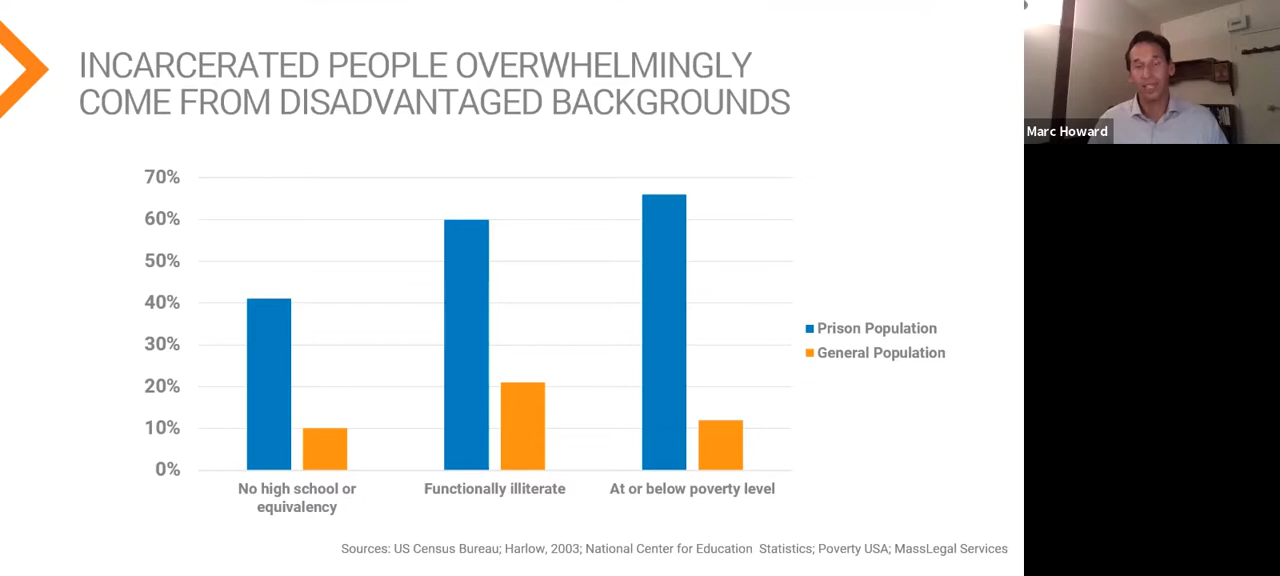 INCARCERATED PEOPLE OVERWHELMINGLY
COME FROM DISADVANTAGED BACKGROUNDS
Marc Howard
70%
60%
50%
40%
30%
20%
10%
0%
Prison Population
General Population
No high school or
equivalency
Functionally illiterate
At or below poverty level
Sources: US Census Bureau; Harlow, 2003; National Center for Education Statistics; Poverty USA; MassLegal Services